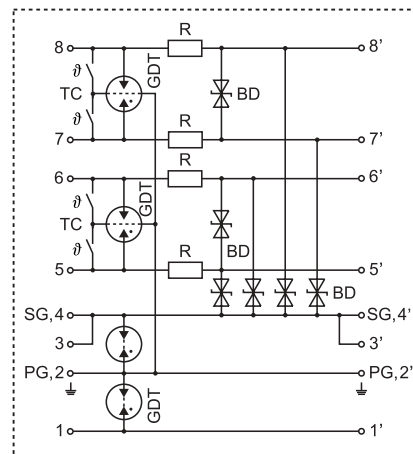 8
R
8'
ϑ
GDT
TC
BD
ϑ
R
7
7'
R
6
6'
ϑ
GDT
TC
BD
ϑ
R
5
5'
BD
SG,4
SG,4'
3
3'
PG,2
PG,2'
GDT
1
1'